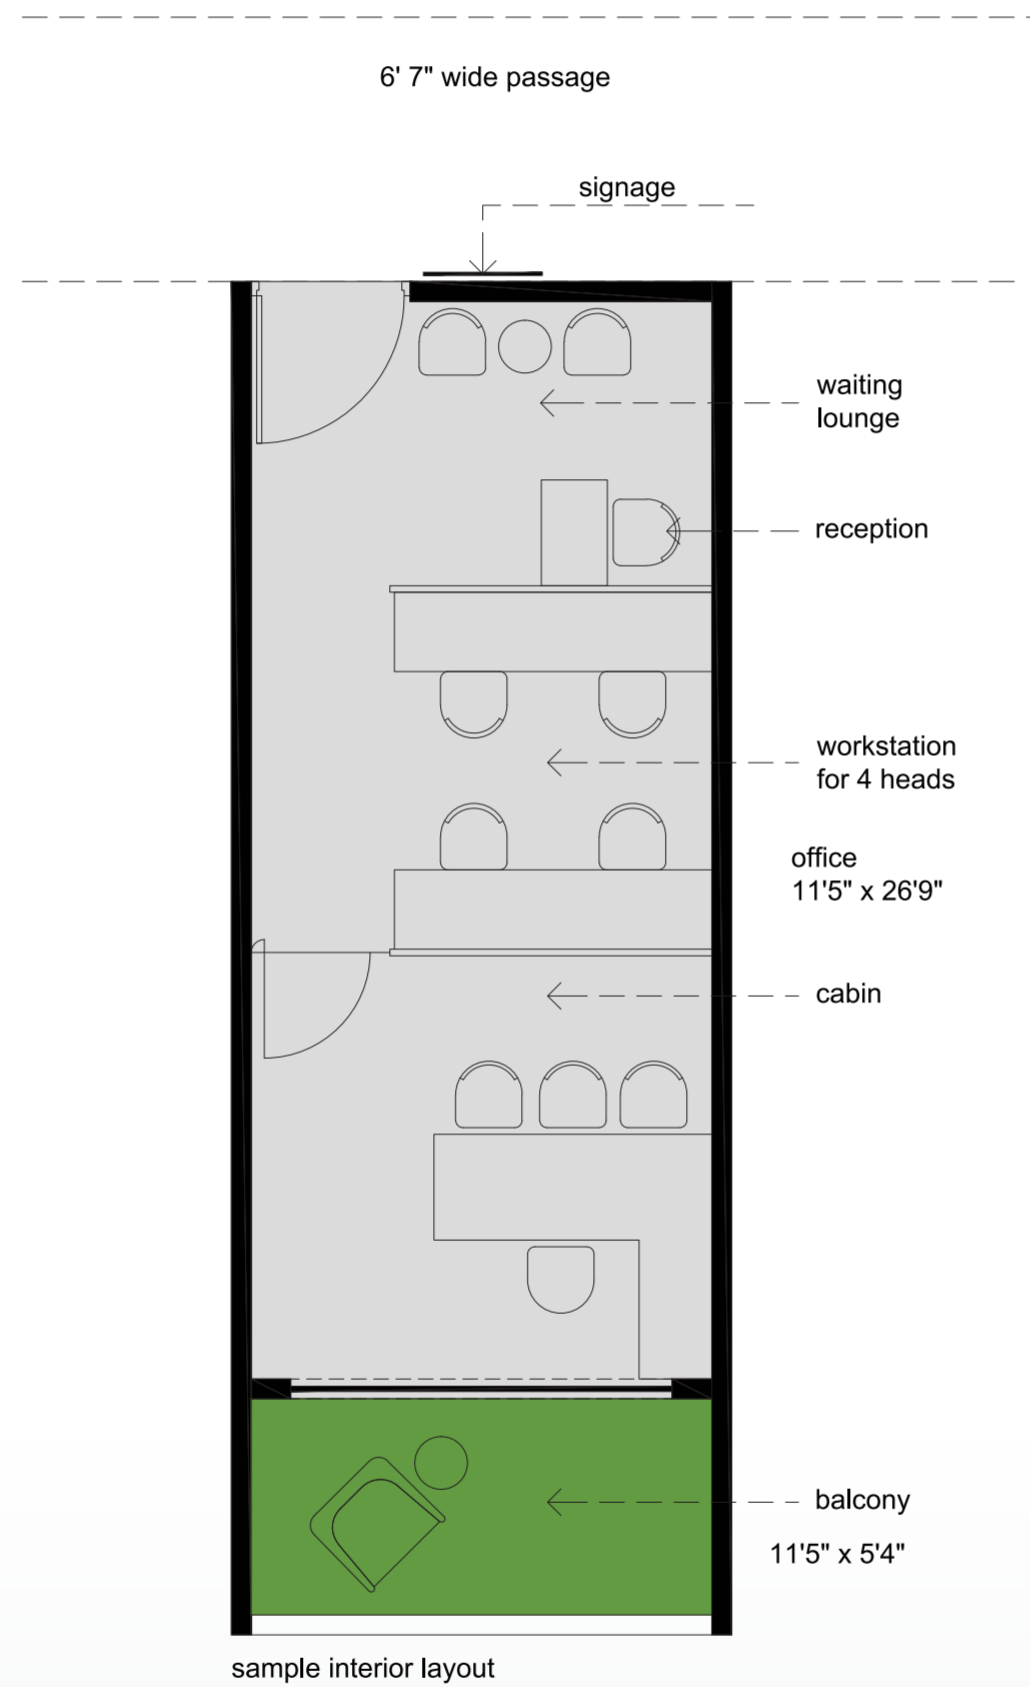 6' 7" wide passage
signage
waiting
lounge
reception
workstation
for 4 heads
office
11'5" x 26'9"
cabin
balcony
11'5" x 5'4"
sample interior layout